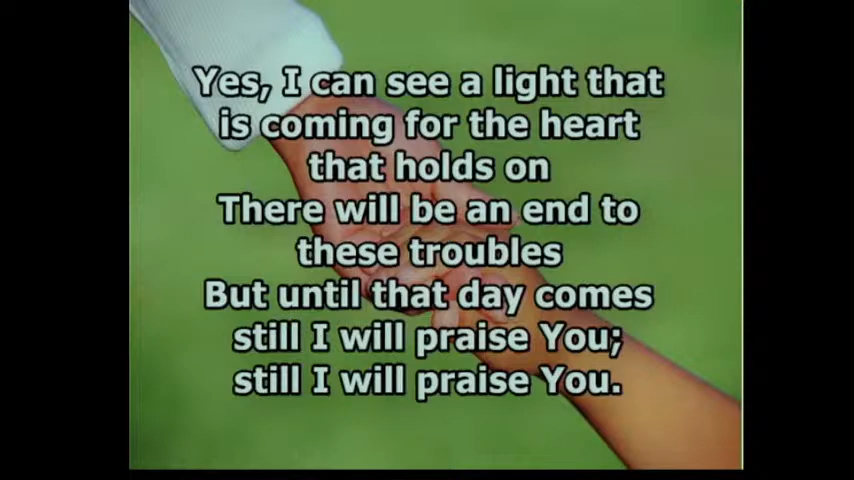 Yes, I can see a light that
is coming for the heart
that holds on
There will be an end to
these troubles
But until that day comes
still I will praise You;
still I will praise You.